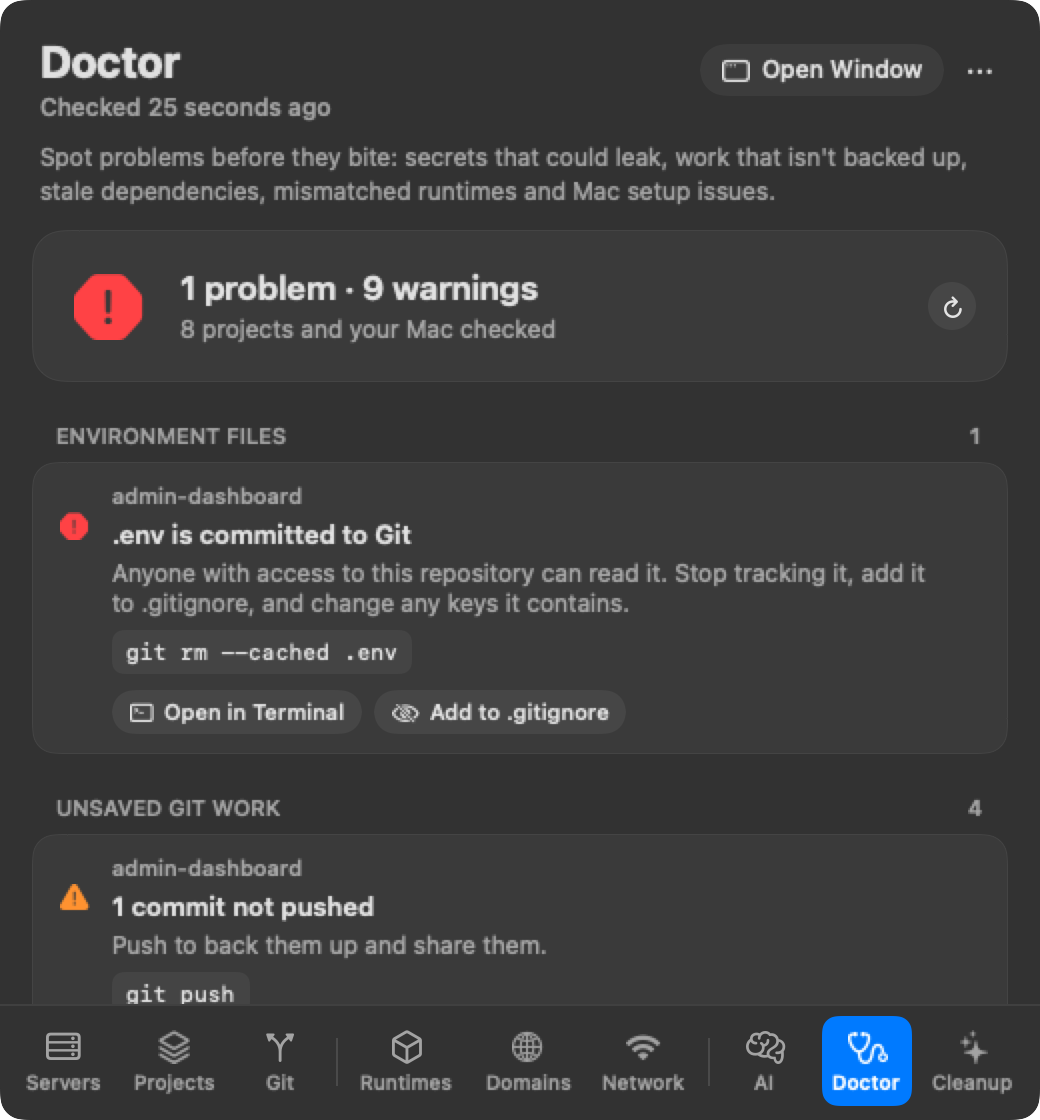 Doctor
Open Window
Checked 25 seconds ago
Spot problems before they bite: secrets that could leak, work that isn't backed up,
stale dependencies, mismatched runtimes and Mac setup issues.
1 problem · 9 warnings
8 projects and your Mac checked
ENVIRONMENT FILES 1
admin-dashboard
.env is committed to Git
Anyone with access to this repository can read it. Stop tracking it, add it
to .gitignore, and change any keys it contains.
git rm --cached .env
Open in Terminal Add to .gitignore
UNSAVED GIT WORK 4
admin-dashboard
1 commit not pushed
Push to back them up and share them.
git push
Servers Projects Git Runtimes Domains Network AI Doctor Cleanup